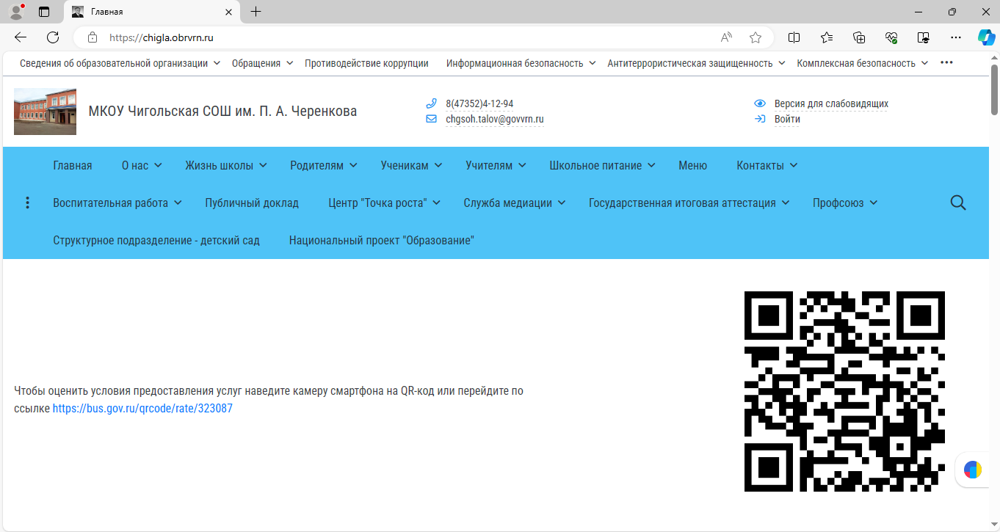 Главная
https://chigla.obrvrn.ru
Сведения об образовательной организации Обращения Противодействие коррупции Информационная безопасность Антитеррористическая защищенность Комплексная безопасность
МКОУ Чигольская СОШ им. П. А. Черенкова
8(47352)4-12-94
chgsoh.talov@govvrn.ru
Версия для слабовидящих
Войти
Главная О нас Жизнь школы Родителям Ученикам Учителям Школьное питание Меню Контакты
Воспитательная работа Публичный доклад Центр "Точка роста" Служба медиации Государственная итоговая аттестация Профсоюз
Структурное подразделение - детский сад Национальный проект "Образование"
Чтобы оценить условия предоставления услуг наведите камеру смартфона на QR-код или перейдите по
ссылке https://bus.gov.ru/qrcode/rate/323087